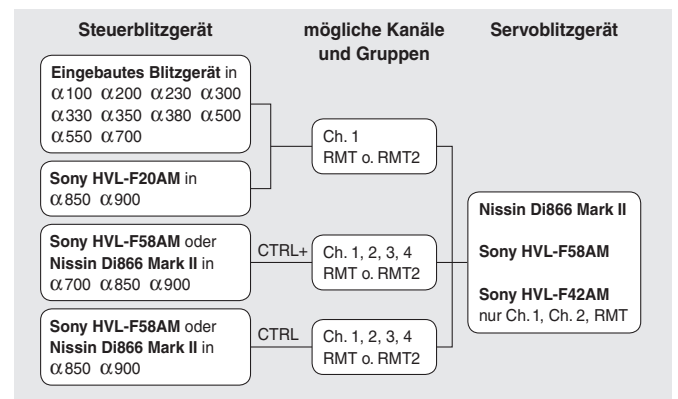 Steuerblitzgerät
mögliche Kanäle
und Gruppen
Servoblitzgerät
Eingebautes Blitzgerät in
α100 α200 α230 α300
α330 α350 α380 α500
α550 α700
Sony HVL-F20AM in
α850 α900
Sony HVL-F58AM oder
Nissin Di866 Mark II in
α700 α850 α900
Sony HVL-F58AM oder
Nissin Di866 Mark II in
α850 α900
Ch. 1
RMT o. RMT2
CTRL+
Ch. 1, 2, 3, 4
RMT o. RMT2
CTRL
Ch. 1, 2, 3, 4
RMT o. RMT2
Nissin Di866 Mark II
Sony HVL-F58AM
Sony HVL-F42AM
nur Ch. 1, Ch. 2, RMT